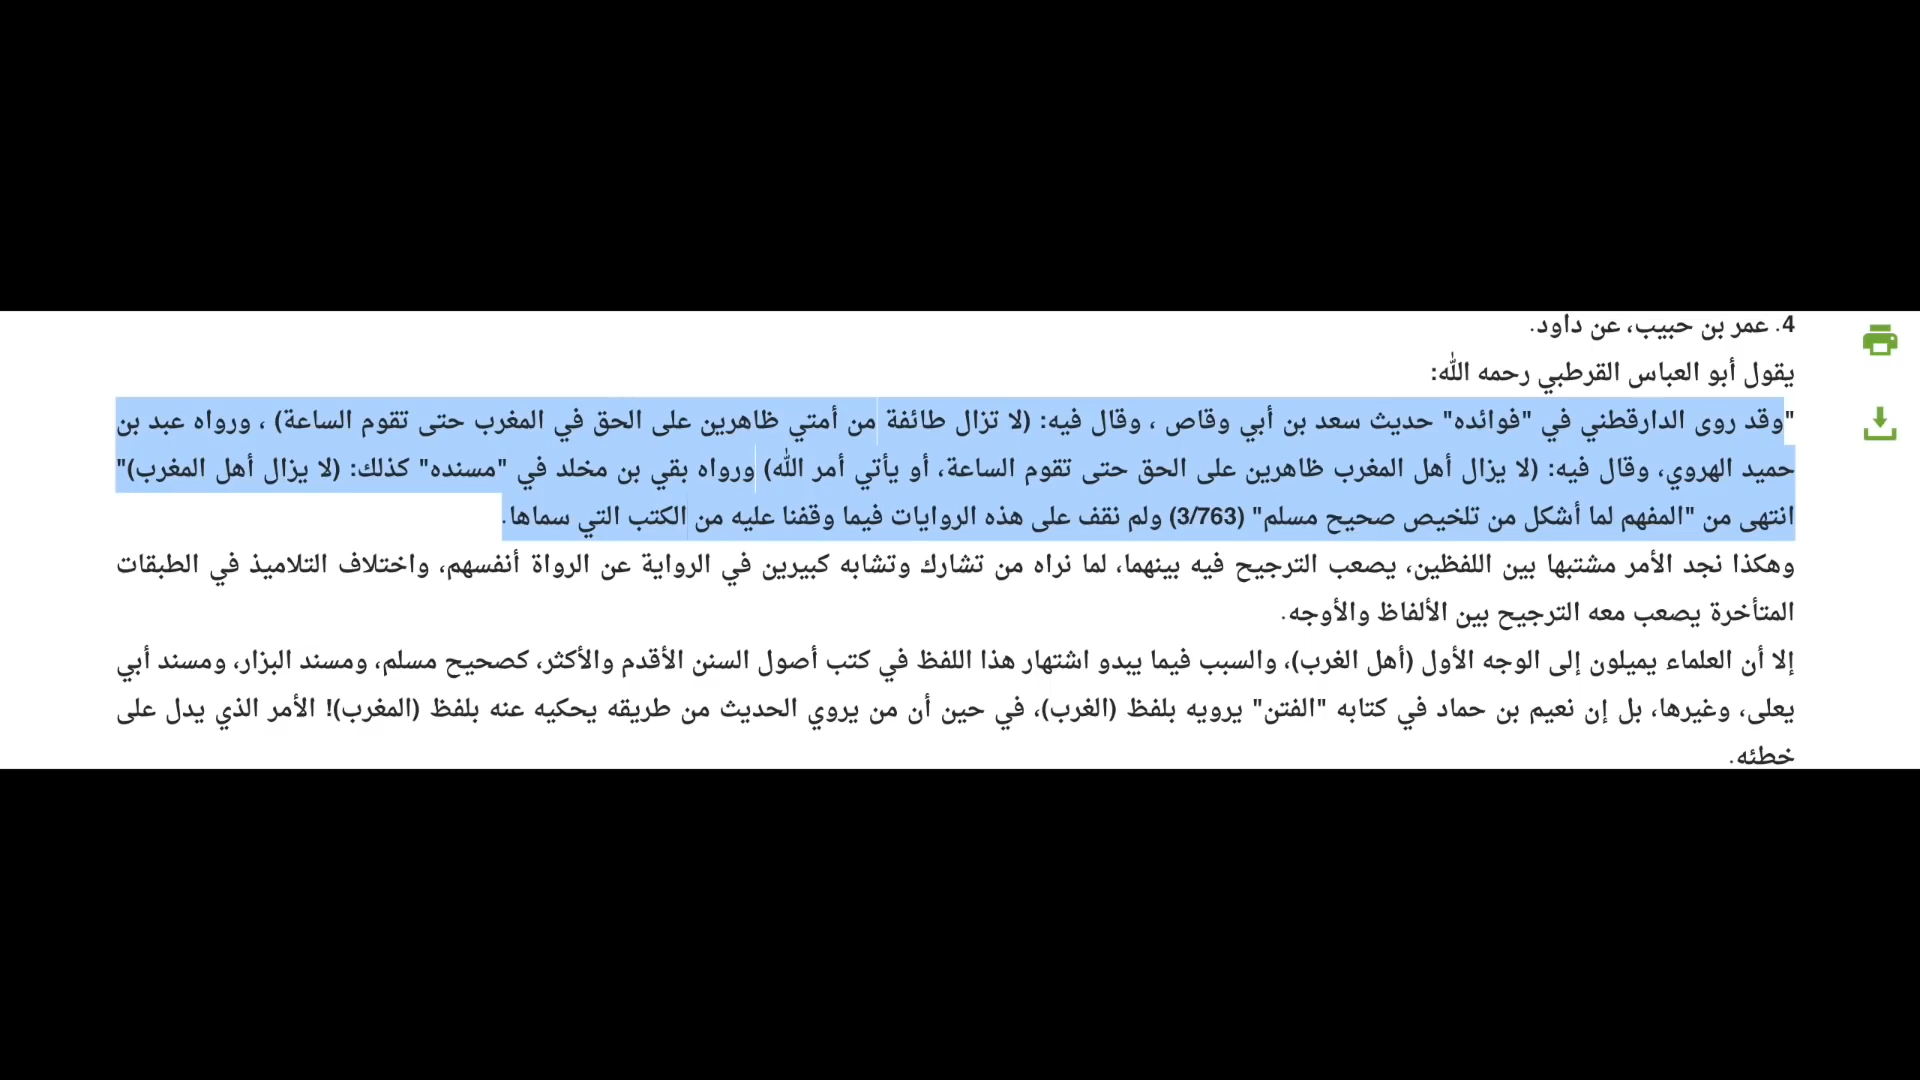 4. عمر بن حبيب، عن داود.
يقول أبو العباس القرطبي رحمه الله:
"وقد روى الدارقطني في "فوائده" حديث سعد بن أبي وقاص ، وقال فيه: (لا تزال طائفة من أمتي ظاهرين على الحق في المغرب حتى تقوم الساعة) ، ورواه عبد بن
حميد الهروي، وقال فيه: (لا يزال أهل المغرب ظاهرين على الحق حتى تقوم الساعة، أو يأتي أمر الله) ورواه بقي بن مخلد في "مسنده" كذلك: (لا يزال أهل المغرب)"
انتهى من "المفهم لما أشكل من تلخيص صحيح مسلم" (3/763) ولم نقف على هذه الروايات فيما وقفنا عليه من الكتب التي سماها.
وهكذا نجد الأمر مشتبها بين اللفظين، يصعب الترجيح فيه بينهما، لما نراه من تشارك وتشابه كبيرين في الرواية عن الرواة أنفسهم، واختلاف التلاميذ في الطبقات
المتأخرة يصعب معه الترجيح بين الألفاظ والأوجه.
إلا أن العلماء يميلون إلى الوجه الأول (أهل الغرب)، والسبب فيما يبدو اشتهار هذا اللفظ في كتب أصول السنن الأقدم والأكثر، كصحيح مسلم، ومسند البزار، ومسند أبي
يعلى، وغيرها، بل إن نعيم بن حماد في كتابه "الفتن" يرويه بلفظ (الغرب)، في حين أن من يروي الحديث من طريقه يحكيه عنه بلفظ (المغرب)! الأمر الذي يدل على
خطئه.